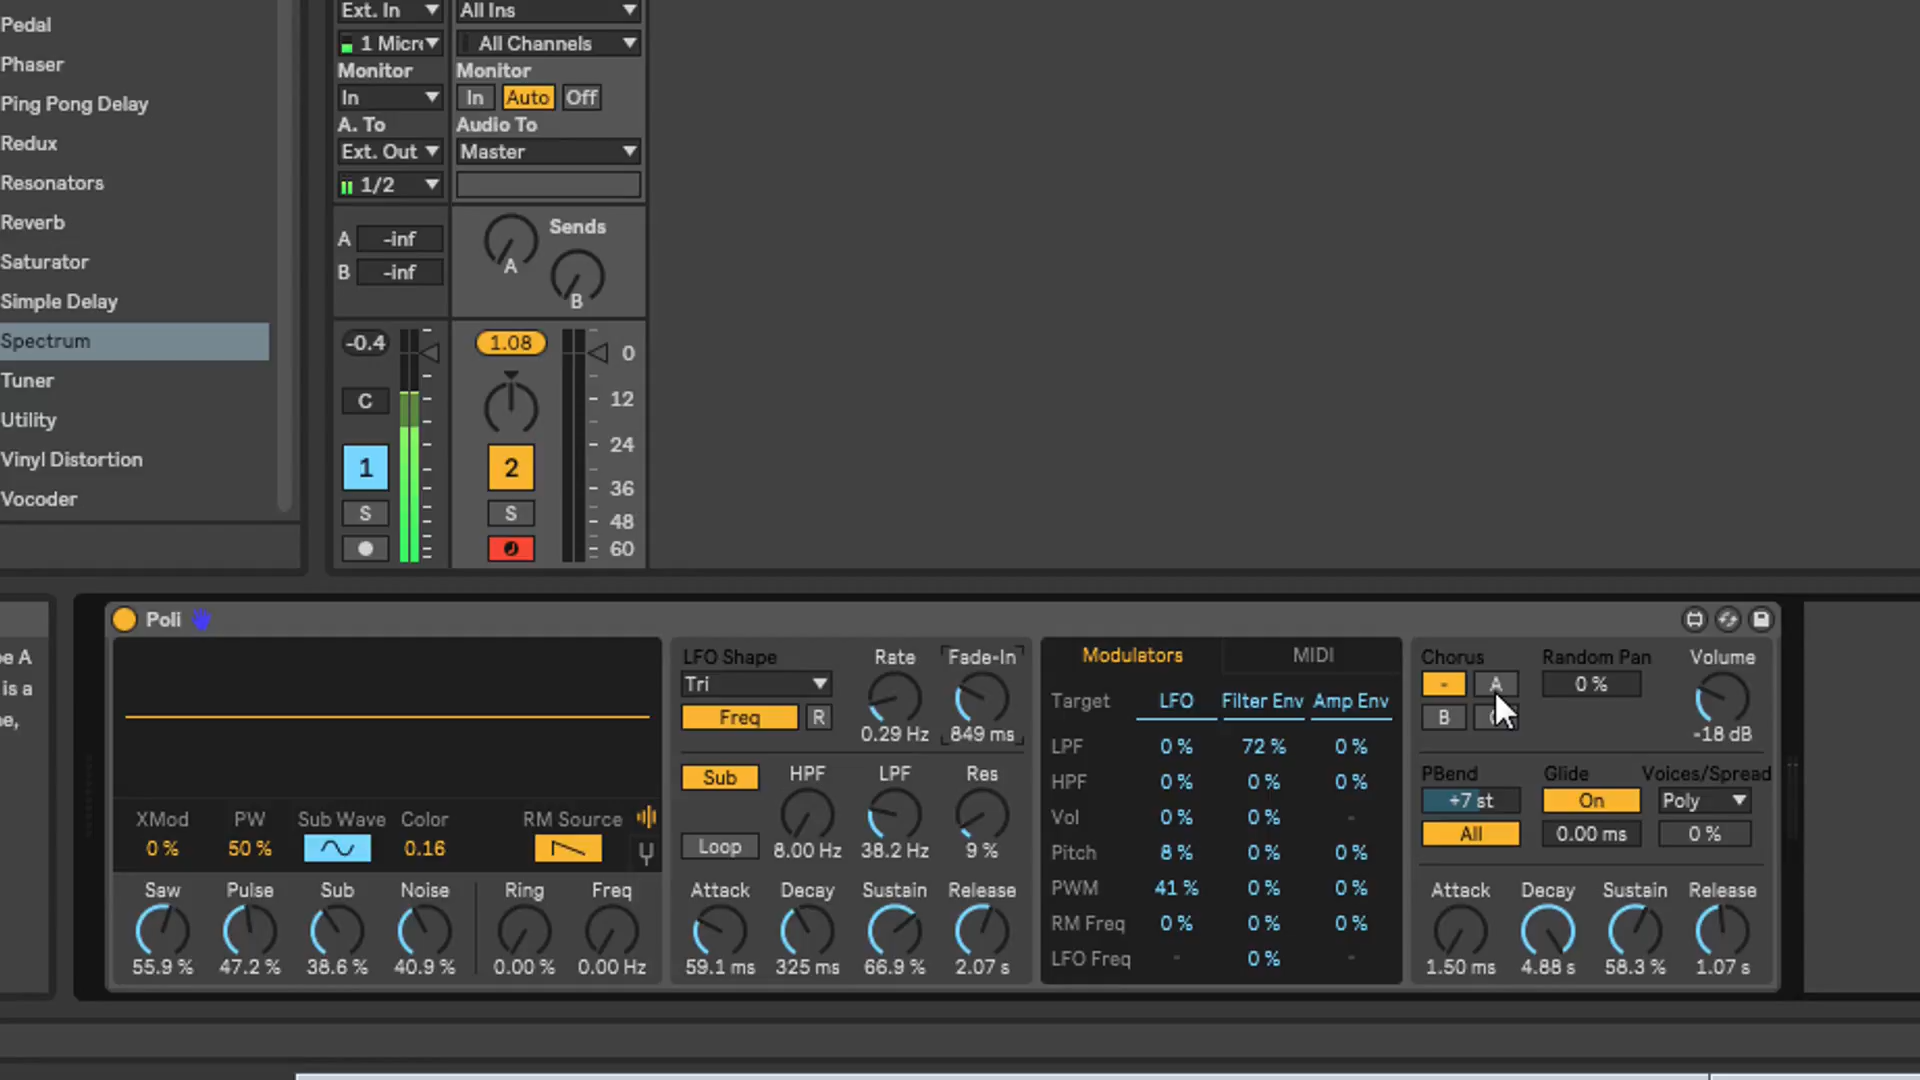 Pedal
Phaser
Ping Pong Delay
Redux
Resonators
Reverb
Saturator
Simple Delay
Spectrum
Tuner
Utility
Vinyl Distortion
Vocoder
Ext. In
1 Micr
Monitor
In
A. To
Ext. Out
1/2
A -inf
B -inf
-0.4
C
1
S
All Ins
All Channels
Monitor
In Auto Off
Audio To
Master
Sends
A
B
1.08
2
S
0
12
24
36
48
60
e A
is a
Poli
XMod PW Sub Wave Color RM Source
0 % 50 % 0.16
Saw Pulse Sub Noise Ring Freq
55.9 % 47.2 % 38.6 % 40.9 % 0.00 % 0.00 Hz
LFO Shape Rate Fade-In
Tri
Freq R
0.29 Hz 849 ms
Sub HPF LPF Res
Loop 8.00 Hz 38.2 Hz 9 %
Attack Decay Sustain Release
59.1 ms 325 ms 66.9 % 2.07 s
Modulators MIDI
Target LFO Filter Env Amp Env
LPF 0 % 72 % 0 %
HPF 0 % 0 % 0 %
Vol 0 % 0 % -
Pitch 8 % 0 % 0 %
PWM 41 % 0 % 0 %
RM Freq 0 % 0 % 0 %
LFO Freq - 0 % -
Chorus Random Pan Volume
- A 0 %
B
-18 dB
PBend Glide Voices/Spread
+7 st On Poly
All 0.00 ms 0 %
Attack Decay Sustain Release
1.50 ms 4.88 s 58.3 % 1.07 s